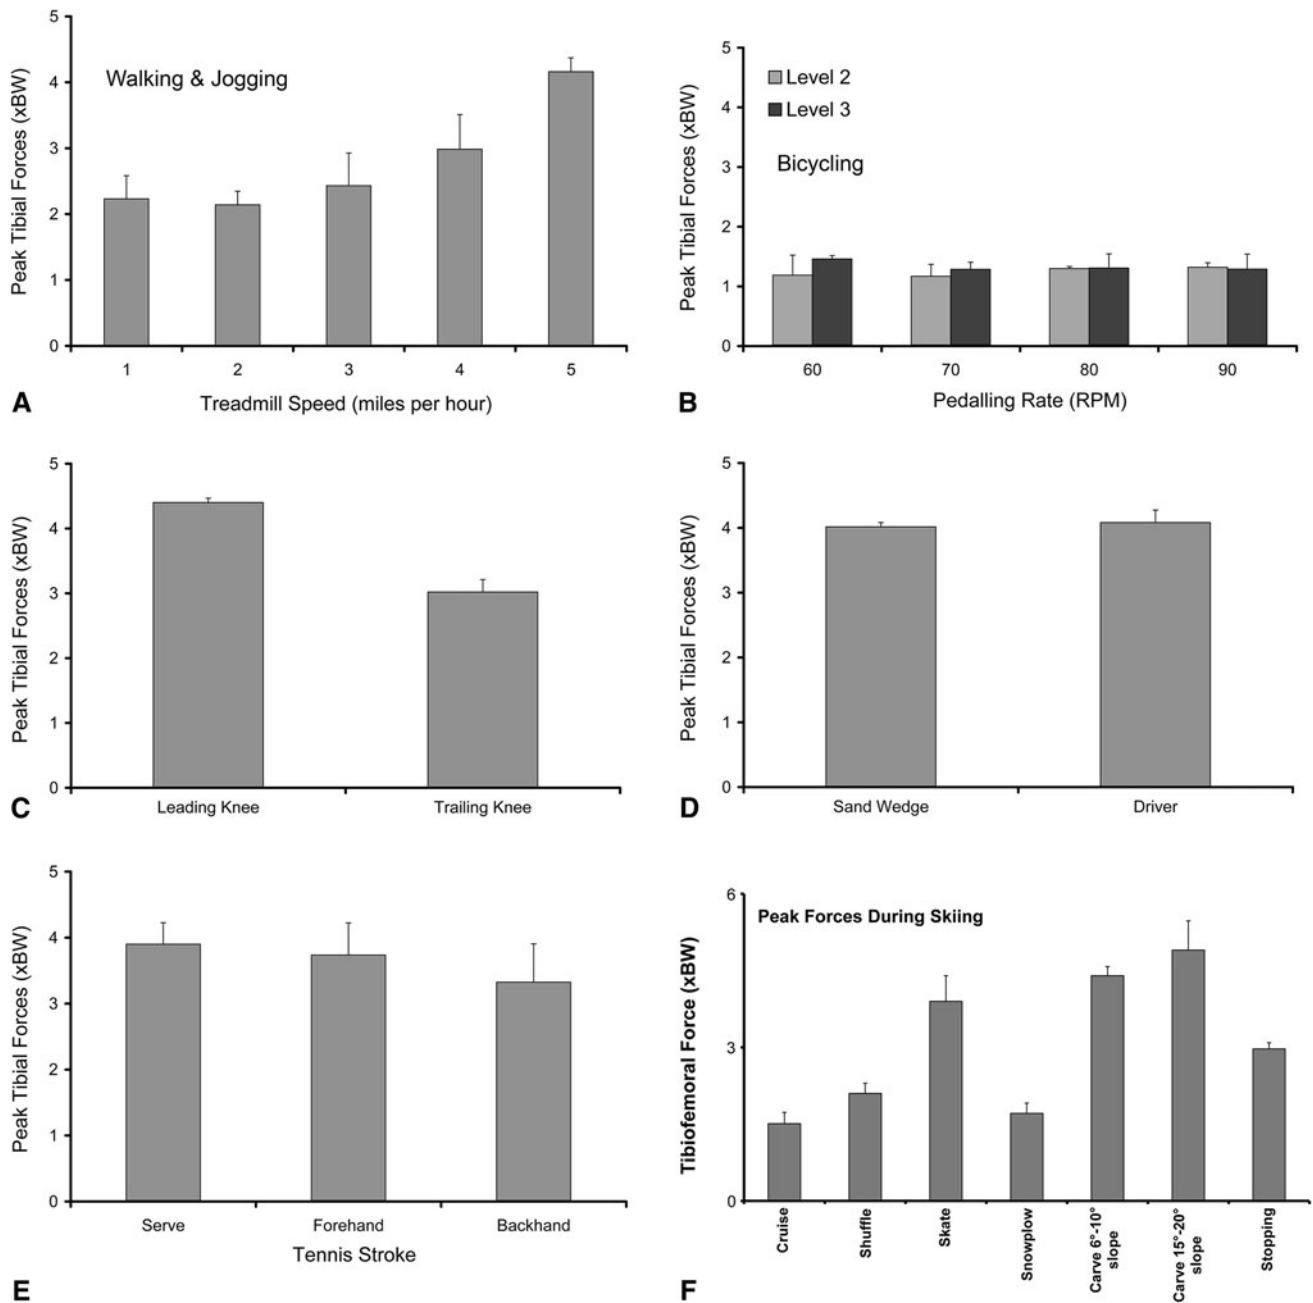 5
4
3
2
1
0
Peak Tibial Forces (xBW)
Walking & Jogging
1 2 3 4 5
Treadmill Speed (miles per hour)
A
5
4
3
2
1
0
Peak Tibial Forces (xBW)
Level 2
Level 3
Bicycling
60 70 80 90
Pedalling Rate (RPM)
B
5
4
3
2
1
0
Peak Tibial Forces (xBW)
Leading Knee Trailing Knee
C
5
4
3
2
1
0
Peak Tibial Forces (xBW)
Sand Wedge Driver
D
5
4
3
2
1
0
Peak Tibial Forces (xBW)
Serve Forehand Backhand
Tennis Stroke
E
6
3
0
Tibiofemoral Force (xBW)
Peak Forces During Skiing
Cruise
Shuffle
Skate
Snowplow
Carve 6°-10°
slope
Carve 15°-20°
slope
Stopping
F